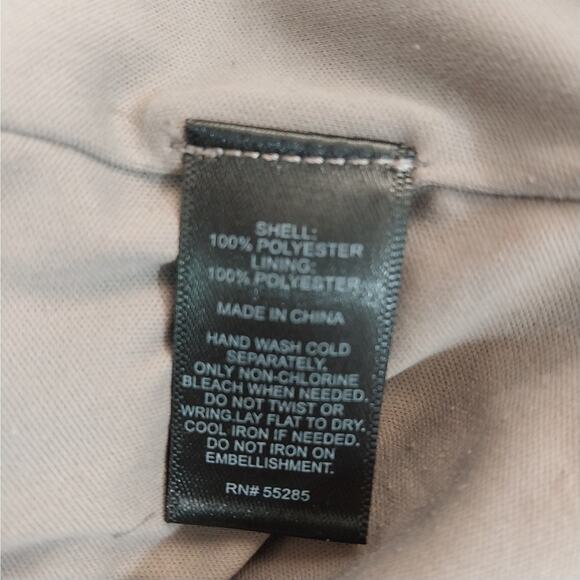 SHELL:
100% POLYESTER
LINING:
100% POLYESTER
MADE IN CHINA
HAND WASH COLD
SEPARATELY.
ONLY NON-CHLORINE
BLEACH WHEN NEEDED.
DO NOT TWIST OR
WRING.LAY FLAT TO DRY.
COOL IRON IF NEEDED.
DO NOT IRON ON
EMBELLISHMENT.
RN# 55285